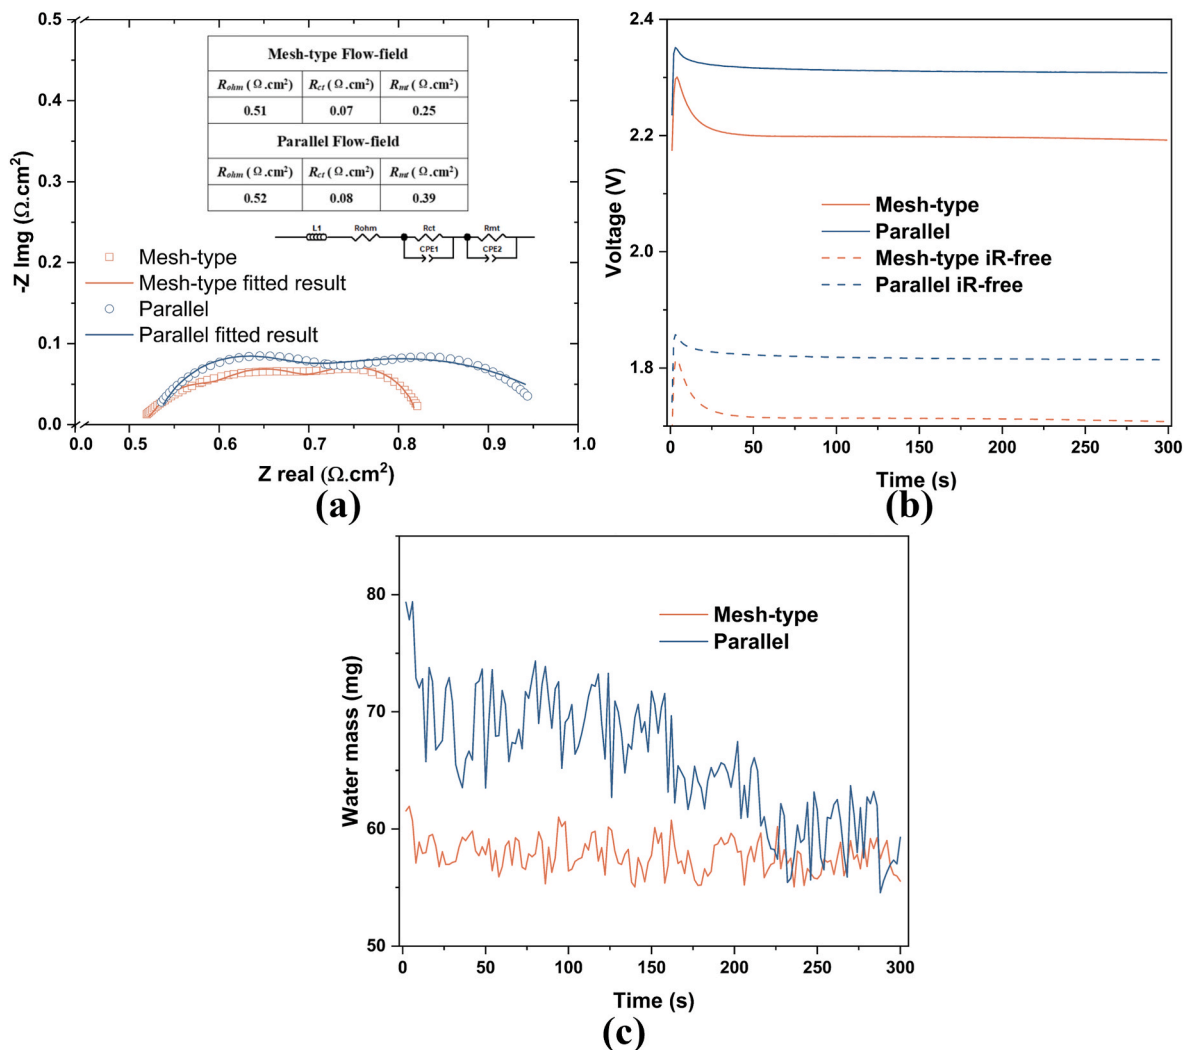 0.5
0.4
0.3
0.2
0.1
0.0
-Z Img (Ω.cm²)
Mesh-type Flow-field
Rohm (Ω.cm²) Rct (Ω.cm²) Rmt (Ω.cm²)
0.51 0.07 0.25
Parallel Flow-field
Rohm (Ω.cm²) Rct (Ω.cm²) Rmt (Ω.cm²)
0.52 0.08 0.39
L1 Rohm Rct Rmt
CPE1 CPE2
Mesh-type
Mesh-type fitted result
Parallel
Parallel fitted result
0.0 0.5 0.6 0.7 0.8 0.9 1.0
Z real (Ω.cm²)
(a)
2.4
2.2
2.0
1.8
Voltage (V)
Mesh-type
Parallel
Mesh-type iR-free
Parallel iR-free
0 50 100 150 200 250 300
Time (s)
(b)
80
70
60
50
Water mass (mg)
Mesh-type
Parallel
0 50 100 150 200 250 300
Time (s)
(c)